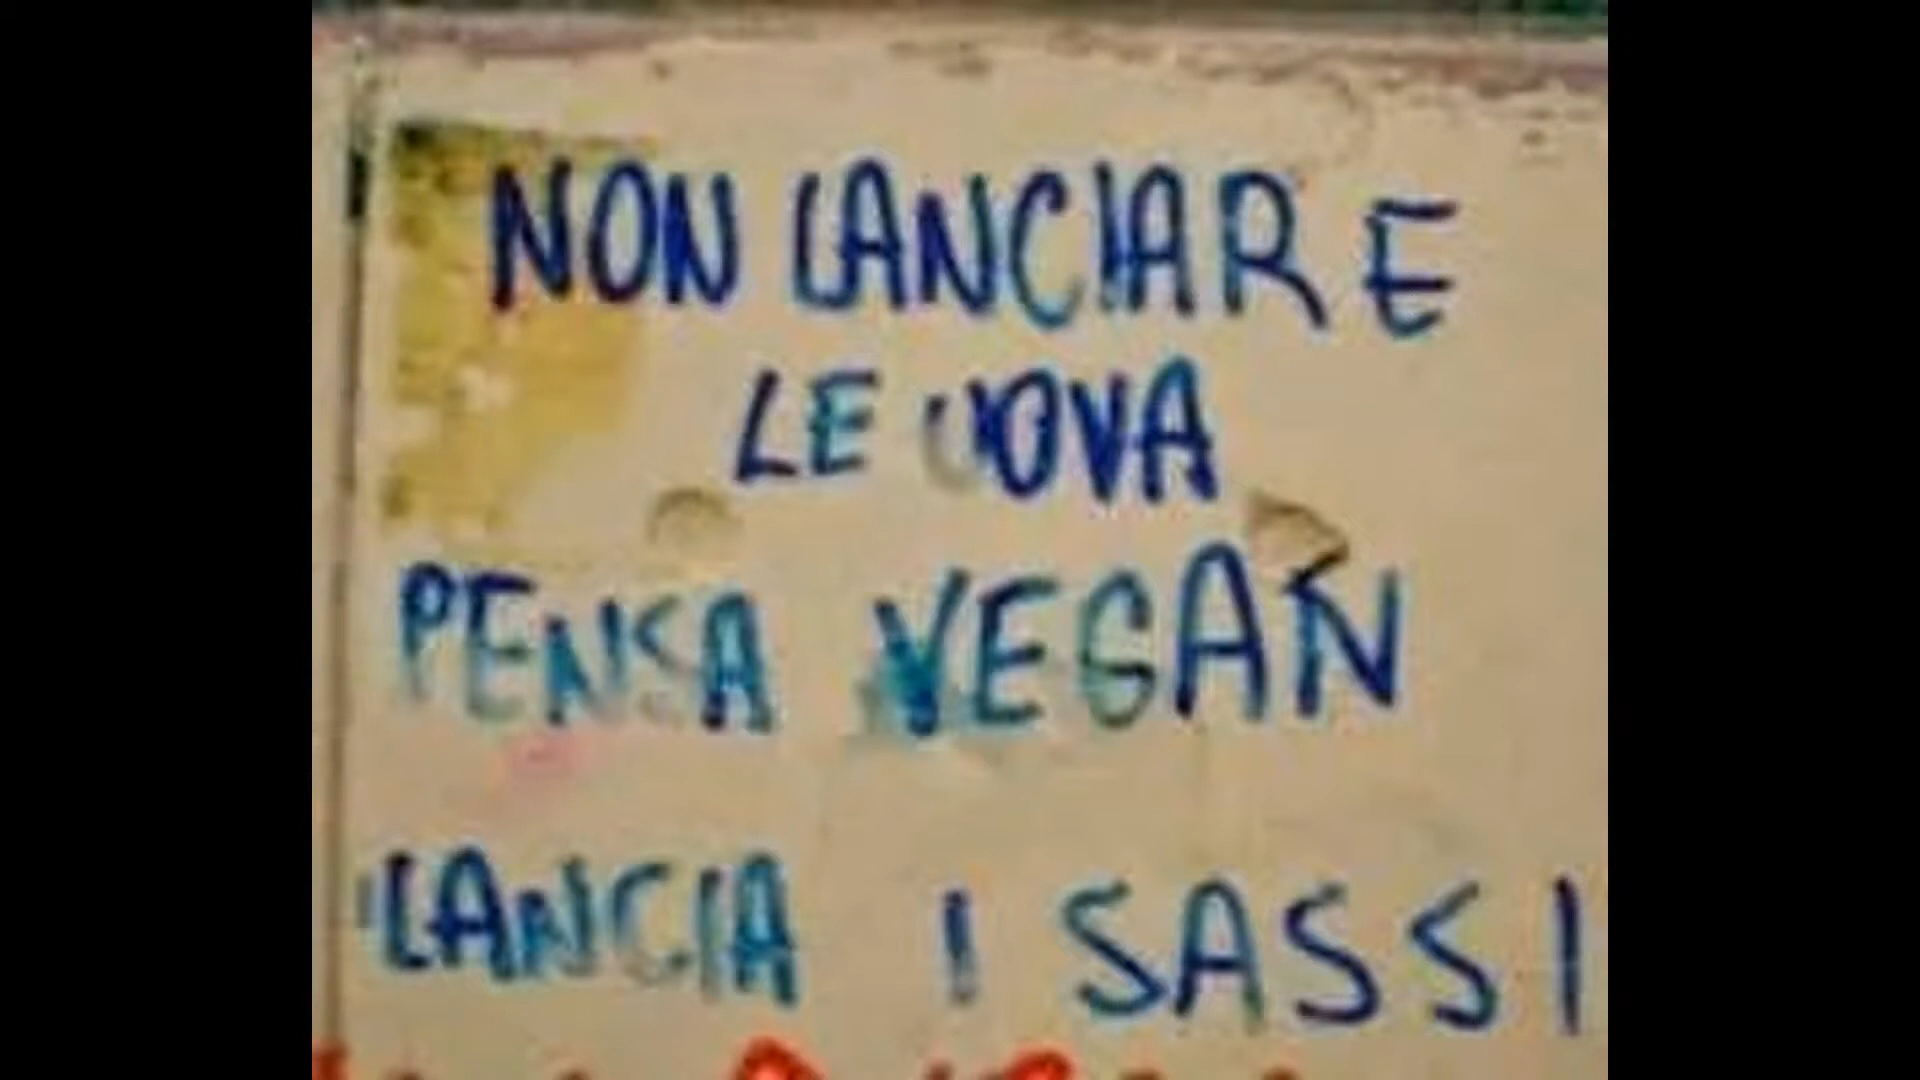 NON LANCIARE
LE UOVA
PENSA VEGAN
LANCIA I SASSI